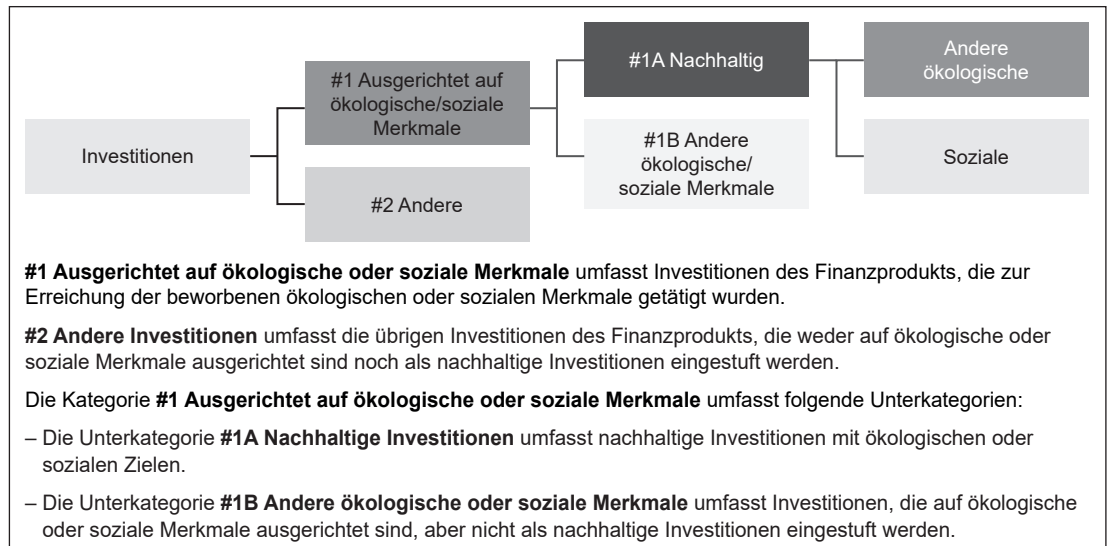 Investitionen
#1 Ausgerichtet auf
ökologische/soziale
Merkmale
#2 Andere
#1A Nachhaltig
#1B Andere
ökologische/
soziale Merkmale
Andere
ökologische
Soziale
#1 Ausgerichtet auf ökologische oder soziale Merkmale umfasst Investitionen des Finanzprodukts, die zur
Erreichung der beworbenen ökologischen oder sozialen Merkmale getätigt wurden.
#2 Andere Investitionen umfasst die übrigen Investitionen des Finanzprodukts, die weder auf ökologische oder
soziale Merkmale ausgerichtet sind noch als nachhaltige Investitionen eingestuft werden.
Die Kategorie #1 Ausgerichtet auf ökologische oder soziale Merkmale umfasst folgende Unterkategorien:
– Die Unterkategorie #1A Nachhaltige Investitionen umfasst nachhaltige Investitionen mit ökologischen oder
sozialen Zielen.
– Die Unterkategorie #1B Andere ökologische oder soziale Merkmale umfasst Investitionen, die auf ökologische
oder soziale Merkmale ausgerichtet sind, aber nicht als nachhaltige Investitionen eingestuft werden.